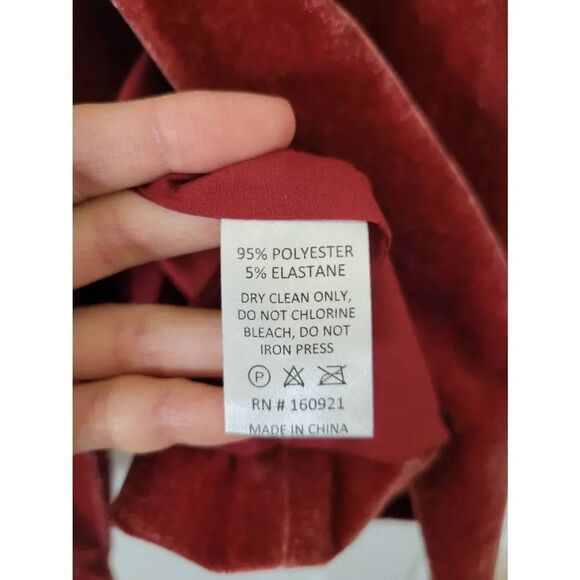 95% POLYESTER
5% ELASTANE
DRY CLEAN ONLY,
DO NOT CHLORINE
BLEACH, DO NOT
IRON PRESS
P
RN # 160921
MADE IN CHINA